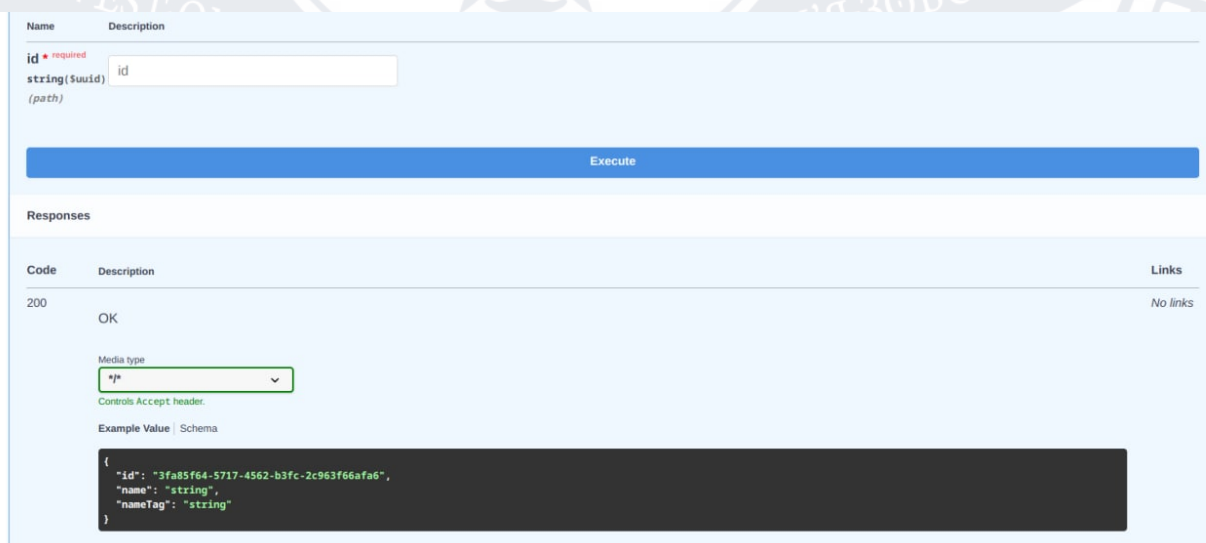 Name Description
id * required
string($uuid)
id
(path)
Execute
Responses
Code Description Links
200 No links
OK
Media type
*/*
Controls Accept header.
Example Value Schema
{
"id": "3fa85f64-5717-4562-b3fc-2c963f66afa6",
"name": "string",
"nameTag": "string"
}